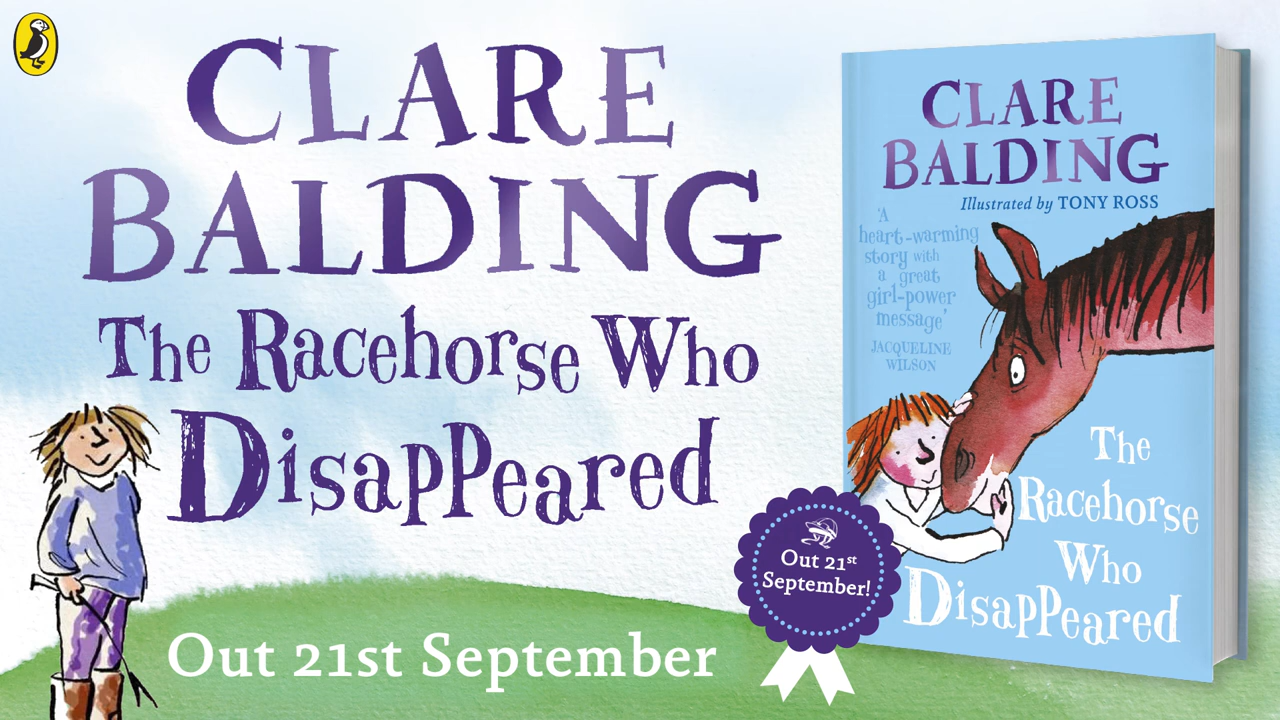 CLARE
BALDING
The Racehorse Who
Disappeared
Out 21st September
CLARE
BALDING
Illustrated by TONY ROSS
'A
heart-warming
story with
a great
girl-power
message'
JACQUELINE
WILSON
The
Racehorse
Who
Disappeared
Out 21st
September!